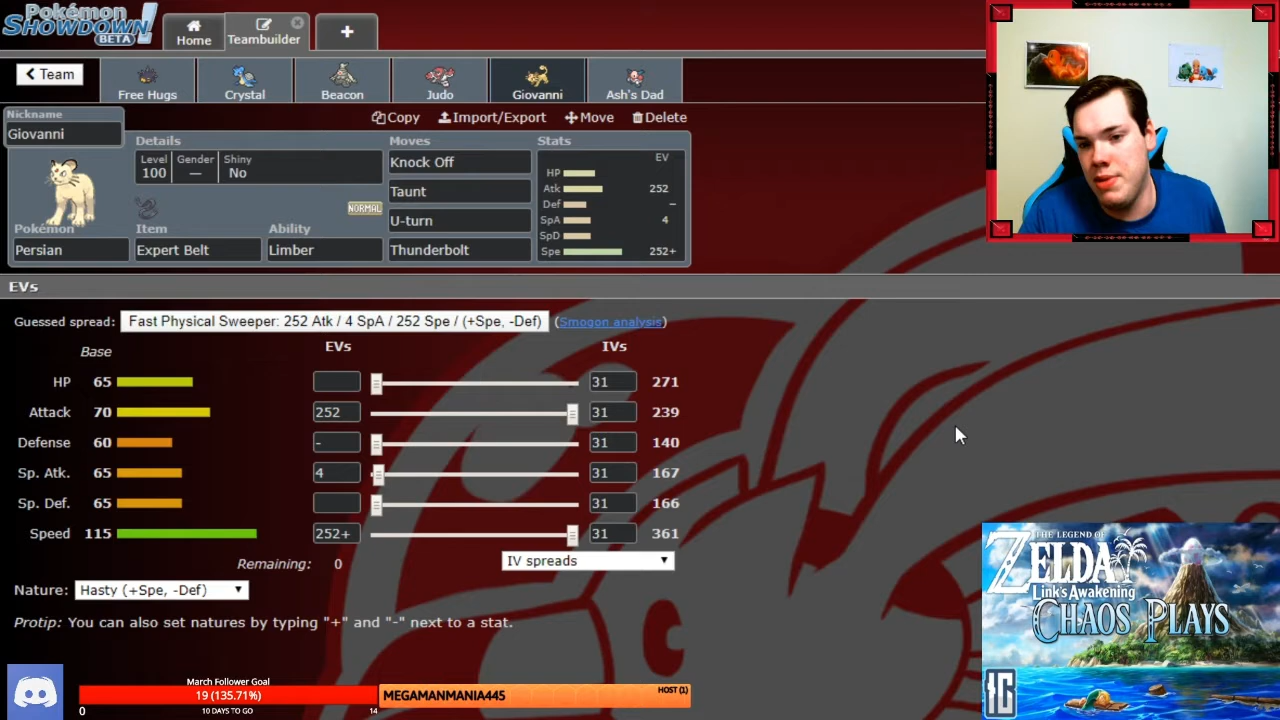 Pokémon
SHOWDOWN!
BETA
Home
Teambuilder
+
Team
Free Hugs
Crystal
Beacon
Judo
Giovanni
Ash's Dad
Copy
Import/Export
Move
Delete
Nickname
Giovanni
Details
Level
Gender
Shiny
100
—
No
NORMAL
Pokémon
Item
Ability
Persian
Expert Belt
Limber
Moves
Knock Off
Taunt
U-turn
Thunderbolt
Stats
EV
HP
Atk 252
Def –
SpA 4
SpD
Spe 252+
EVs
Guessed spread: Fast Physical Sweeper: 252 Atk / 4 SpA / 252 Spe / (+Spe, -Def) (Smogon analysis)
Base EVs IVs
HP 65 31 271
Attack 70 252 31 239
Defense 60 - 31 140
Sp. Atk. 65 4 31 167
Sp. Def. 65 31 166
Speed 115 252+ 31 361
Remaining: 0 IV spreads
Nature: Hasty (+Spe, -Def)
Protip: You can also set natures by typing "+" and "-" next to a stat.
THE LEGEND OF
ZELDA
Link's Awakening
CHAOS PLAYS
March Follower Goal
19 (135.71%)
0 10 DAYS TO GO 14
MEGAMANMANIA445
HOST (1)